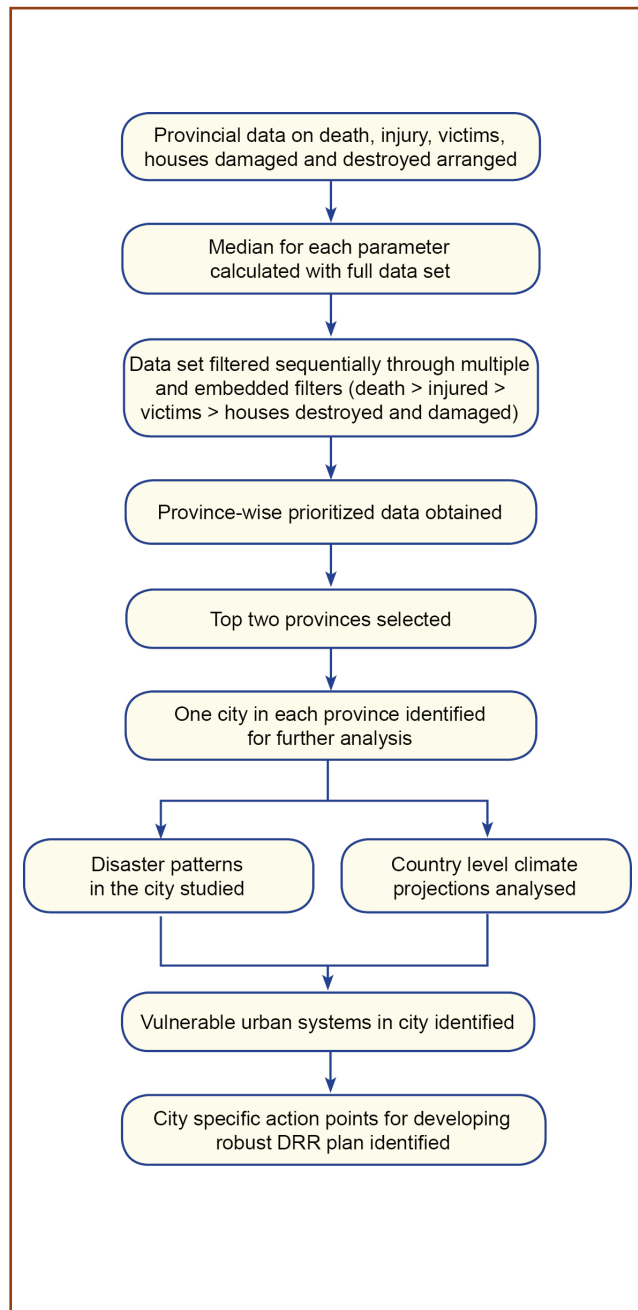 Provincial data on death, injury, victims,
houses damaged and destroyed arranged
Median for each parameter
calculated with full data set
Data set filtered sequentially through multiple
and embedded filters (death > injured >
victims > houses destroyed and damaged)
Province-wise prioritized data obtained
Top two provinces selected
One city in each province identified
for further analysis
Disaster patterns
in the city studied
Country level climate
projections analysed
Vulnerable urban systems in city identified
City specific action points for developing
robust DRR plan identified